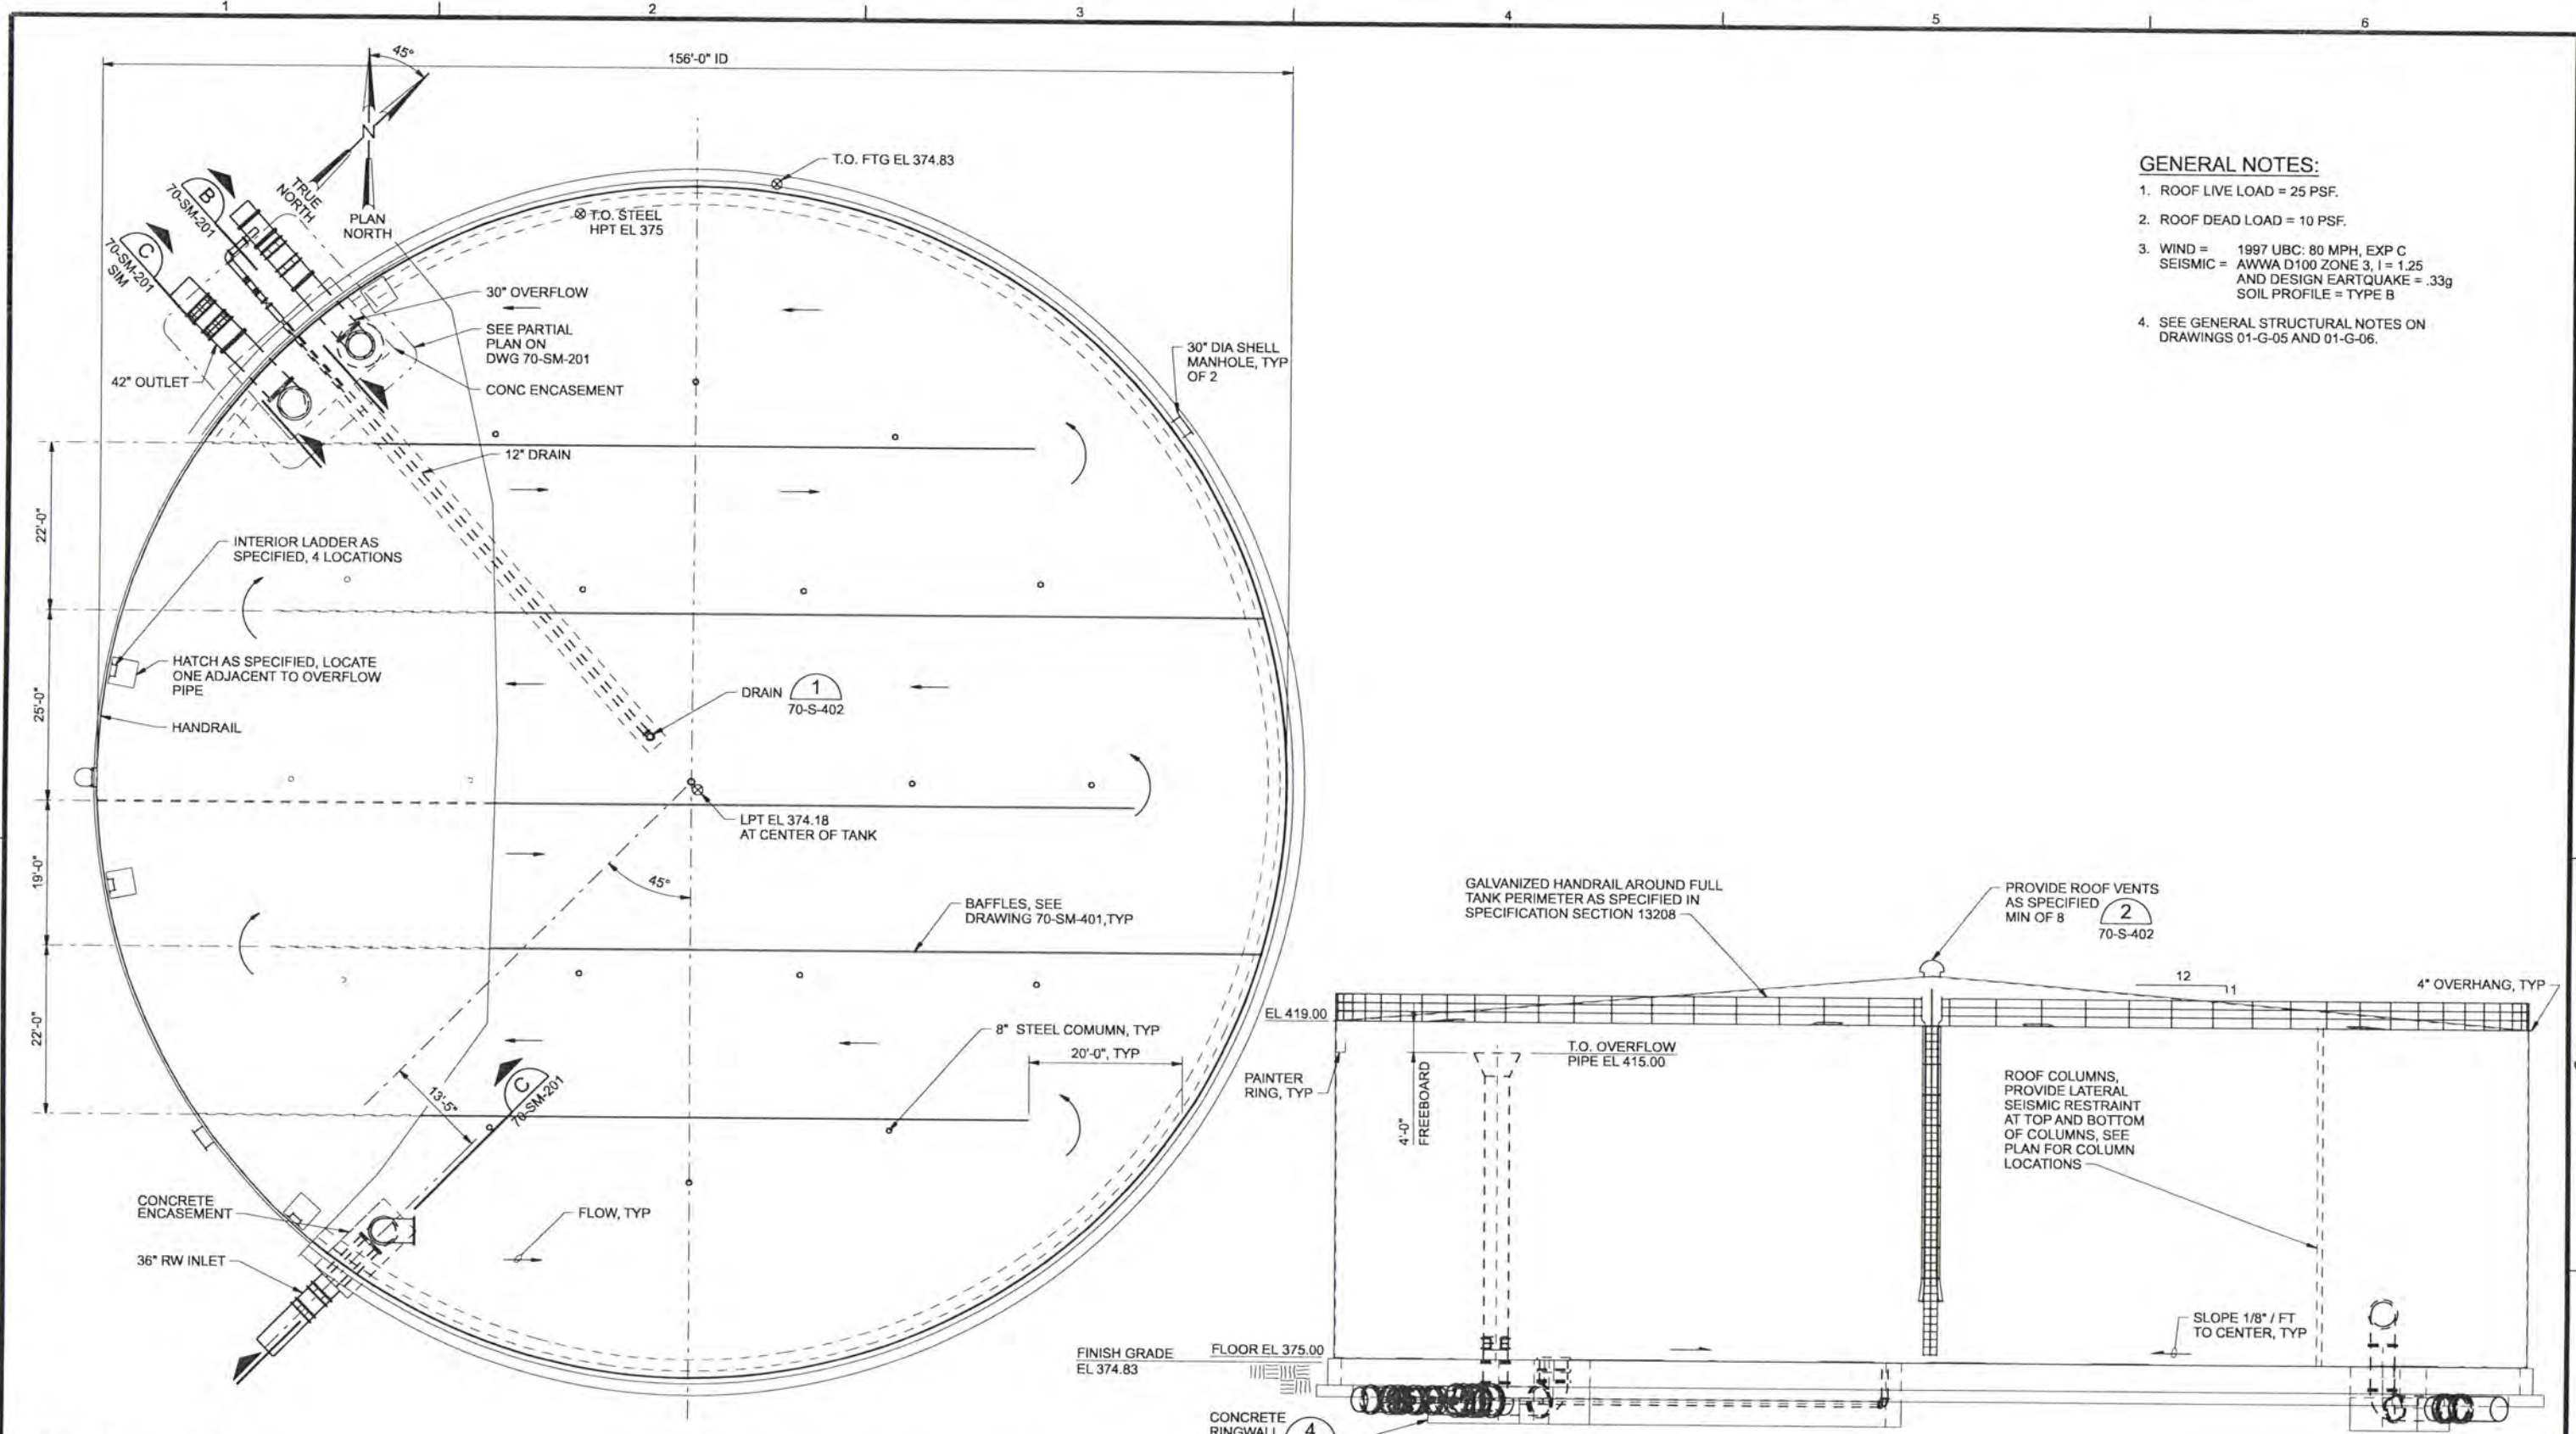 1
2
3
4
5
6
45°
156'-0" ID
N
TRUE
NORTH
PLAN
NORTH
B
70-SM-201
C
70-SM-201
SIM
T.O. FTG EL 374.83
T.O. STEEL
HPT EL 375
30" OVERFLOW
SEE PARTIAL
PLAN ON
DWG 70-SM-201
CONC ENCASEMENT
42" OUTLET
30" DIA SHELL
MANHOLE, TYP
OF 2
12" DRAIN
22'-0"
INTERIOR LADDER AS
SPECIFIED, 4 LOCATIONS
HATCH AS SPECIFIED, LOCATE
ONE ADJACENT TO OVERFLOW
PIPE
25'-0"
HANDRAIL
DRAIN
1
70-S-402
LPT EL 374.18
AT CENTER OF TANK
19'-0"
45°
BAFFLES, SEE
DRAWING 70-SM-401,TYP
22'-0"
8" STEEL COMUMN, TYP
20'-0", TYP
13'-5"
C
70-SM-201
CONCRETE
ENCASEMENT
FLOW, TYP
36" RW INLET
GENERAL NOTES:
1. ROOF LIVE LOAD = 25 PSF.
2. ROOF DEAD LOAD = 10 PSF.
3. WIND = 1997 UBC: 80 MPH, EXP C
SEISMIC = AWWA D100 ZONE 3, I = 1.25
AND DESIGN EARTQUAKE = .33g
SOIL PROFILE = TYPE B
4. SEE GENERAL STRUCTURAL NOTES ON
DRAWINGS 01-G-05 AND 01-G-06.
GALVANIZED HANDRAIL AROUND FULL
TANK PERIMETER AS SPECIFIED IN
SPECIFICATION SECTION 13208
PROVIDE ROOF VENTS
AS SPECIFIED
MIN OF 8
2
70-S-402
12
1
4" OVERHANG, TYP
EL 419.00
T.O. OVERFLOW
PIPE EL 415.00
PAINTER
RING, TYP
4'-0"
FREEBOARD
ROOF COLUMNS,
PROVIDE LATERAL
SEISMIC RESTRAINT
AT TOP AND BOTTOM
OF COLUMNS, SEE
PLAN FOR COLUMN
LOCATIONS
SLOPE 1/8" / FT
TO CENTER, TYP
FINISH GRADE
EL 374.83
FLOOR EL 375.00
CONCRETE
RINGWALL
4